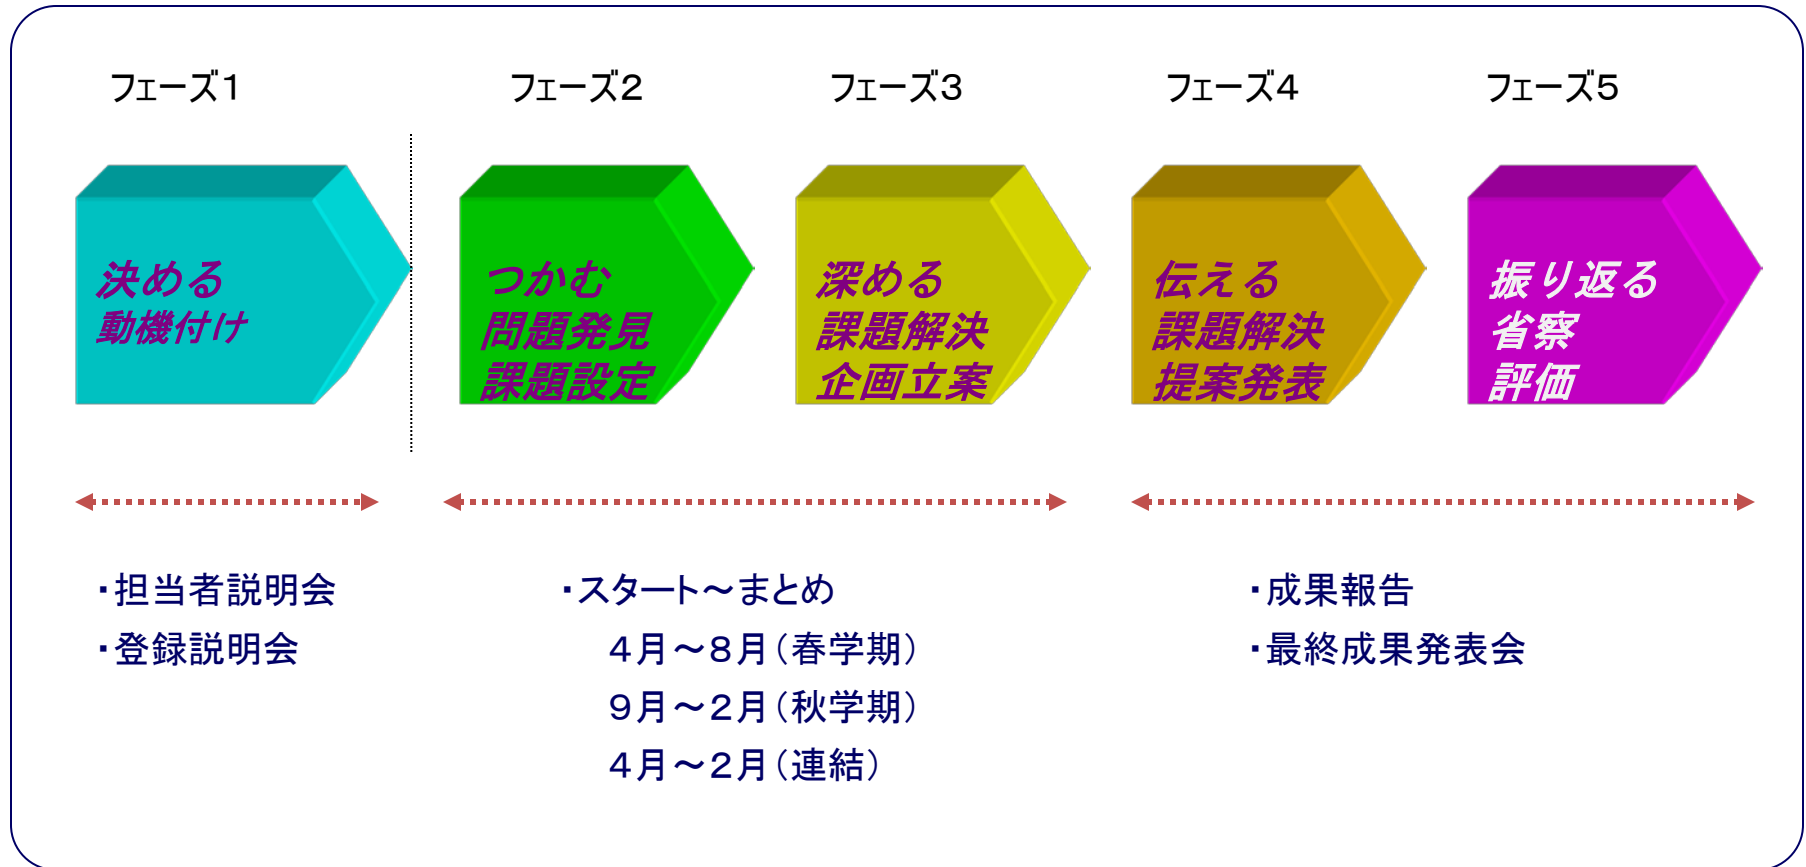 フェーズ1
フェーズ2
フェーズ3
フェーズ4
フェーズ5
決める
動機付け
つかむ
問題発見
課題設定
深める
課題解決
企画立案
伝える
課題解決
提案発表
振り返る
省察
評価
・担当者説明会
・登録説明会
・スタート～まとめ
４月～８月（春学期）
９月～２月（秋学期）
４月～２月（連結）
・成果報告
・最終成果発表会